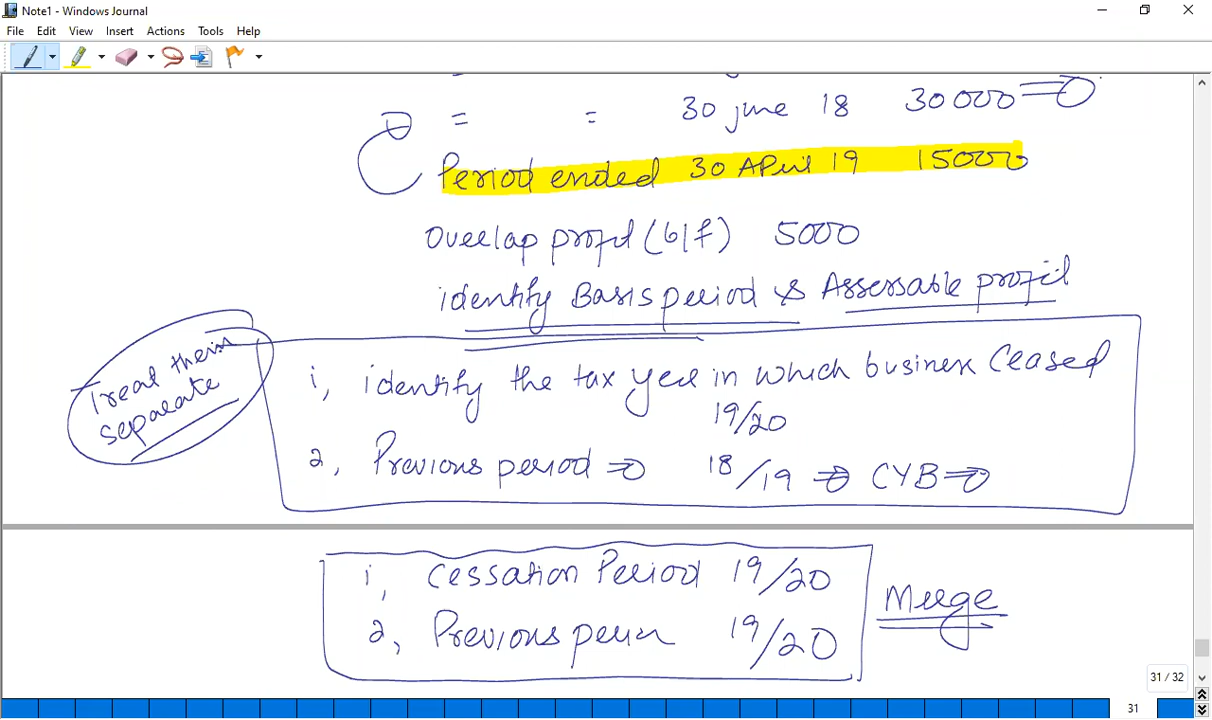 Note1 - Windows Journal
File Edit View Insert Actions Tools Help
= = 30 june 18 30000 ⇒
Period ended 30 April 19 15000
overlap profit (b/f) 5000
identify Basis period & Assessable profit
Treat them
separate
i, identify the tax year in which business Ceased
19/20
2, Previous period ⇒ 18/19 ⇒ CYB ⇒
i, Cessation Period 19/20
2, Previous 19/20
Merge
31 / 32
31